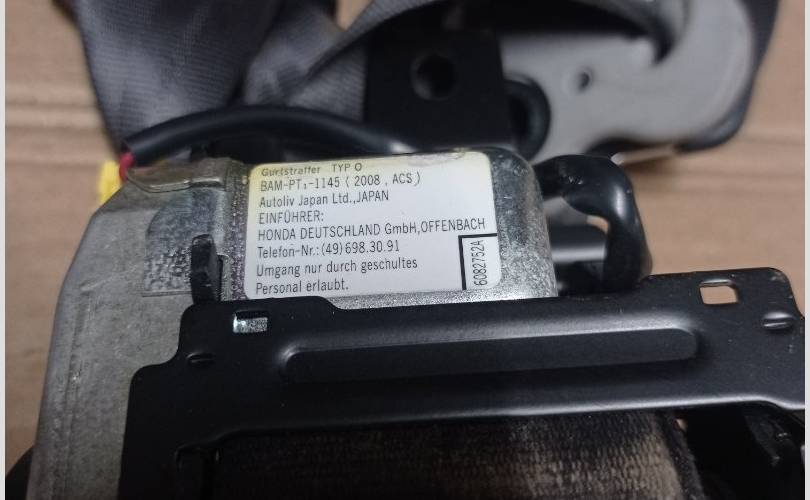 Gurtstraffer TYP O
BAM-PT₁-1145 ( 2008 , ACS )
Autoliv Japan Ltd.,JAPAN
EINFÜHRER:
HONDA DEUTSCHLAND GmbH,OFFENBACH
Telefon-Nr.:(49)698.30.91
Umgang nur durch geschultes
Personal erlaubt.
6082752A